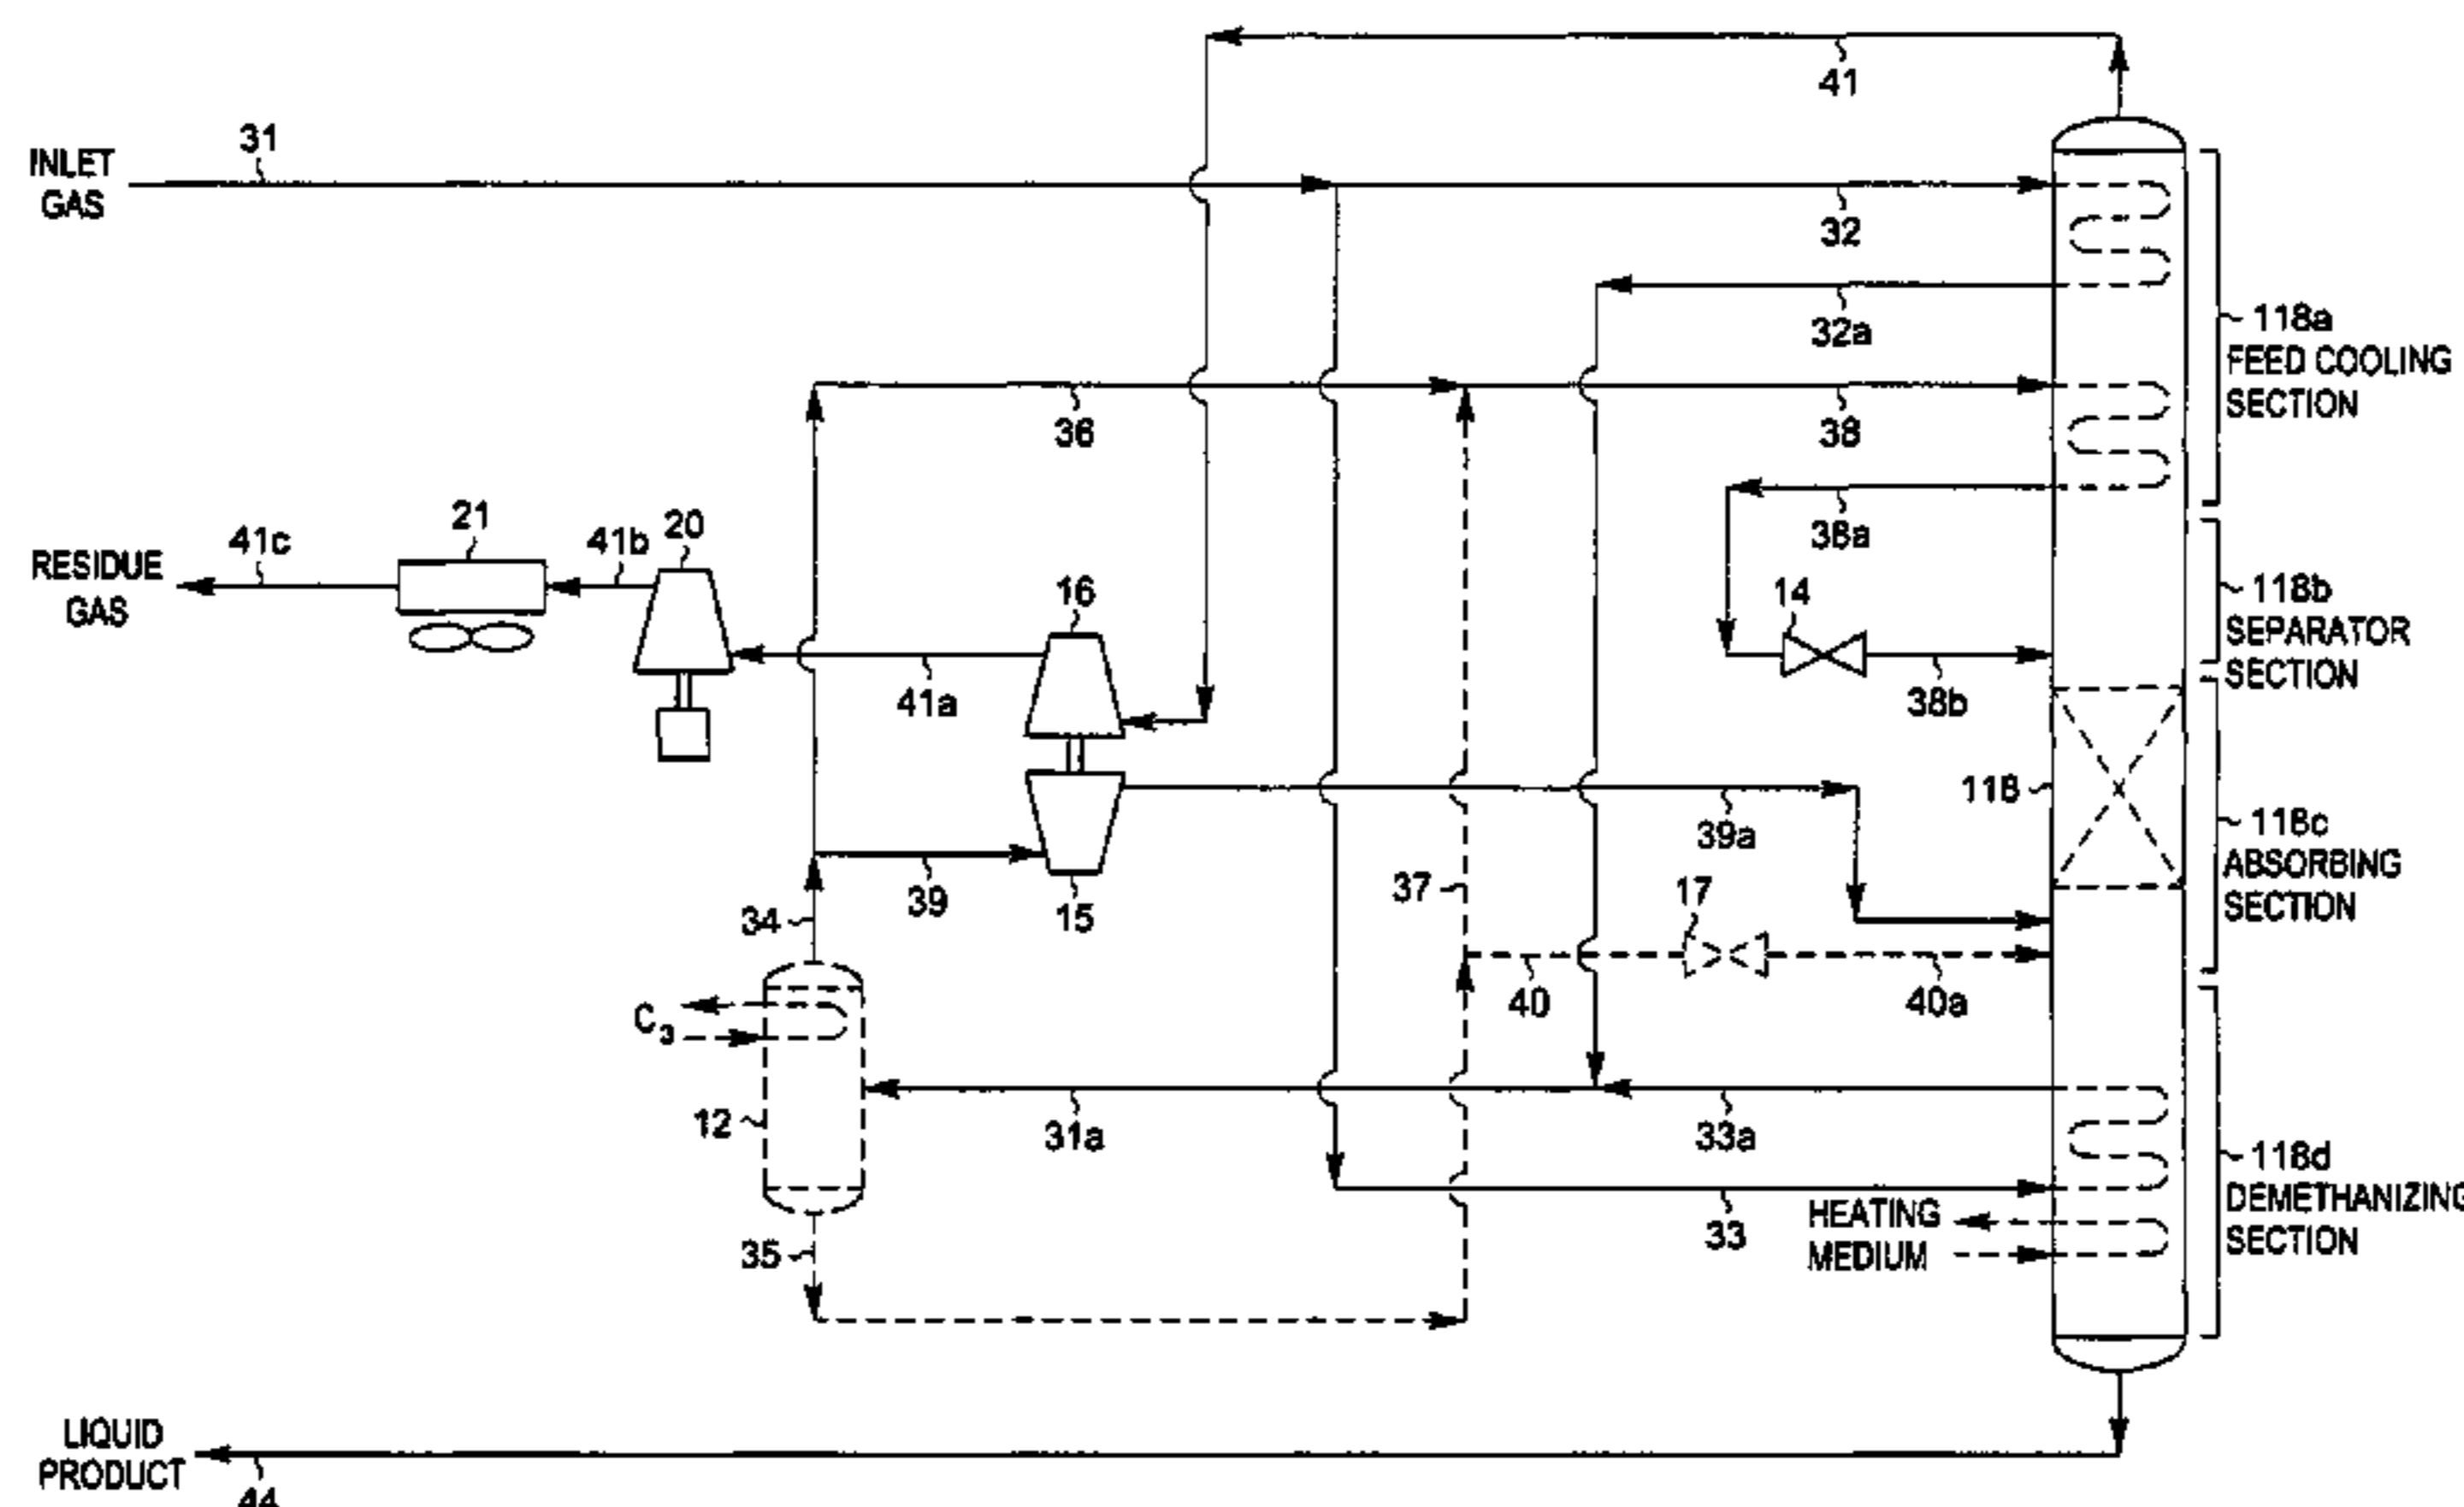 41
31
INLET
GAS
32
32a
118a
FEED COOLING
SECTION
36
38
38a
21
20
41c
41b
RESIDUE
GAS
16
14
118b
SEPARATOR
SECTION
41a
38b
118
39a
118c
ABSORBING
SECTION
39
15
37
17
34
C3
40
40a
12
31a
33a
118d
DEMETHANIZING
SECTION
HEATING
MEDIUM
33
35
LIQUID
PRODUCT
44